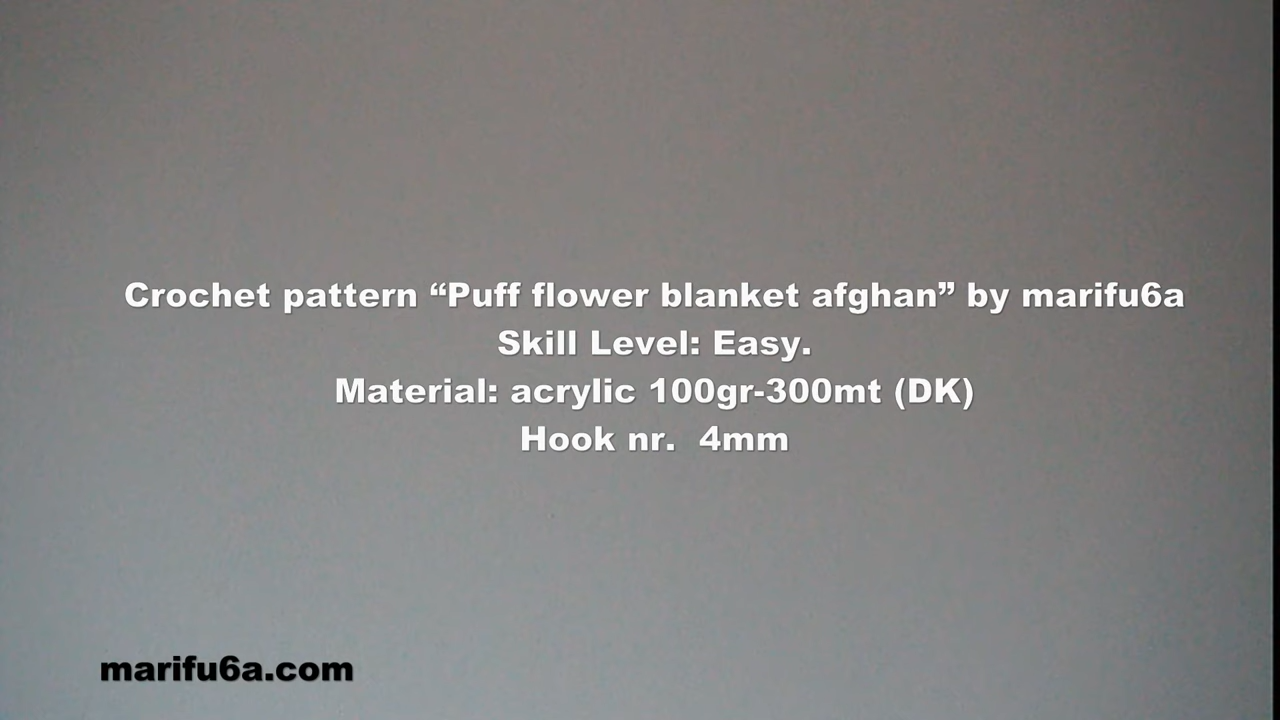 Crochet pattern “Puff flower blanket afghan” by marifu6a
Skill Level: Easy.
Material: acrylic 100gr-300mt (DK)
Hook nr.  4mm
marifu6a.com